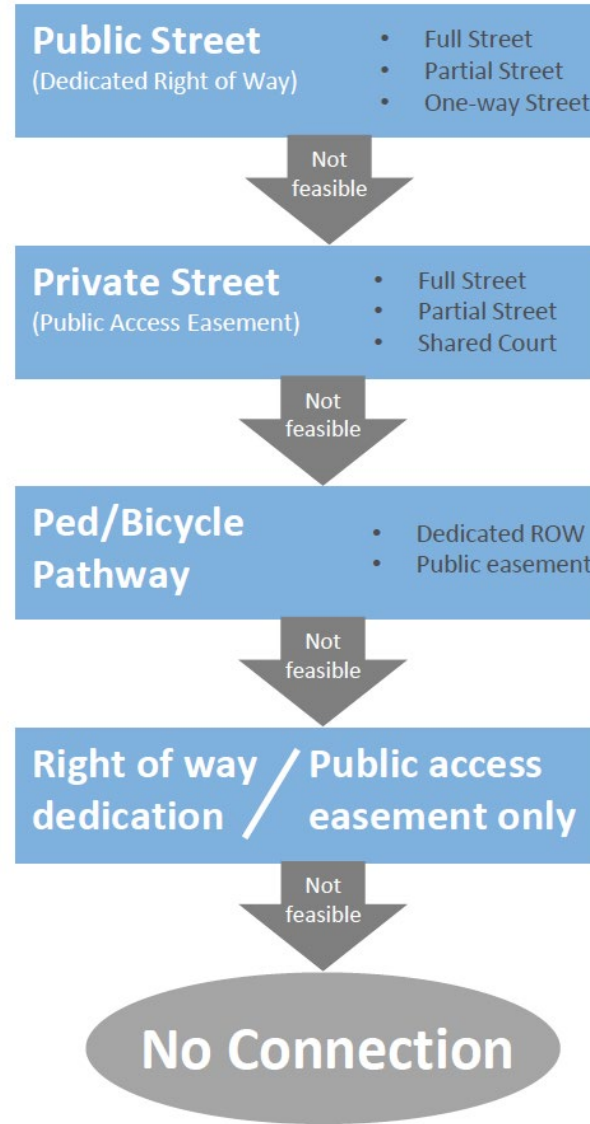 Public Street
(Dedicated Right of Way)
• Full Street
• Partial Street
• One-way Street
Not
feasible
Private Street
(Public Access Easement)
• Full Street
• Partial Street
• Shared Court
Not
feasible
Ped/Bicycle
Pathway
• Dedicated ROW
• Public easement
Not
feasible
Right of way
dedication
/
Public access
easement only
Not
feasible
No Connection